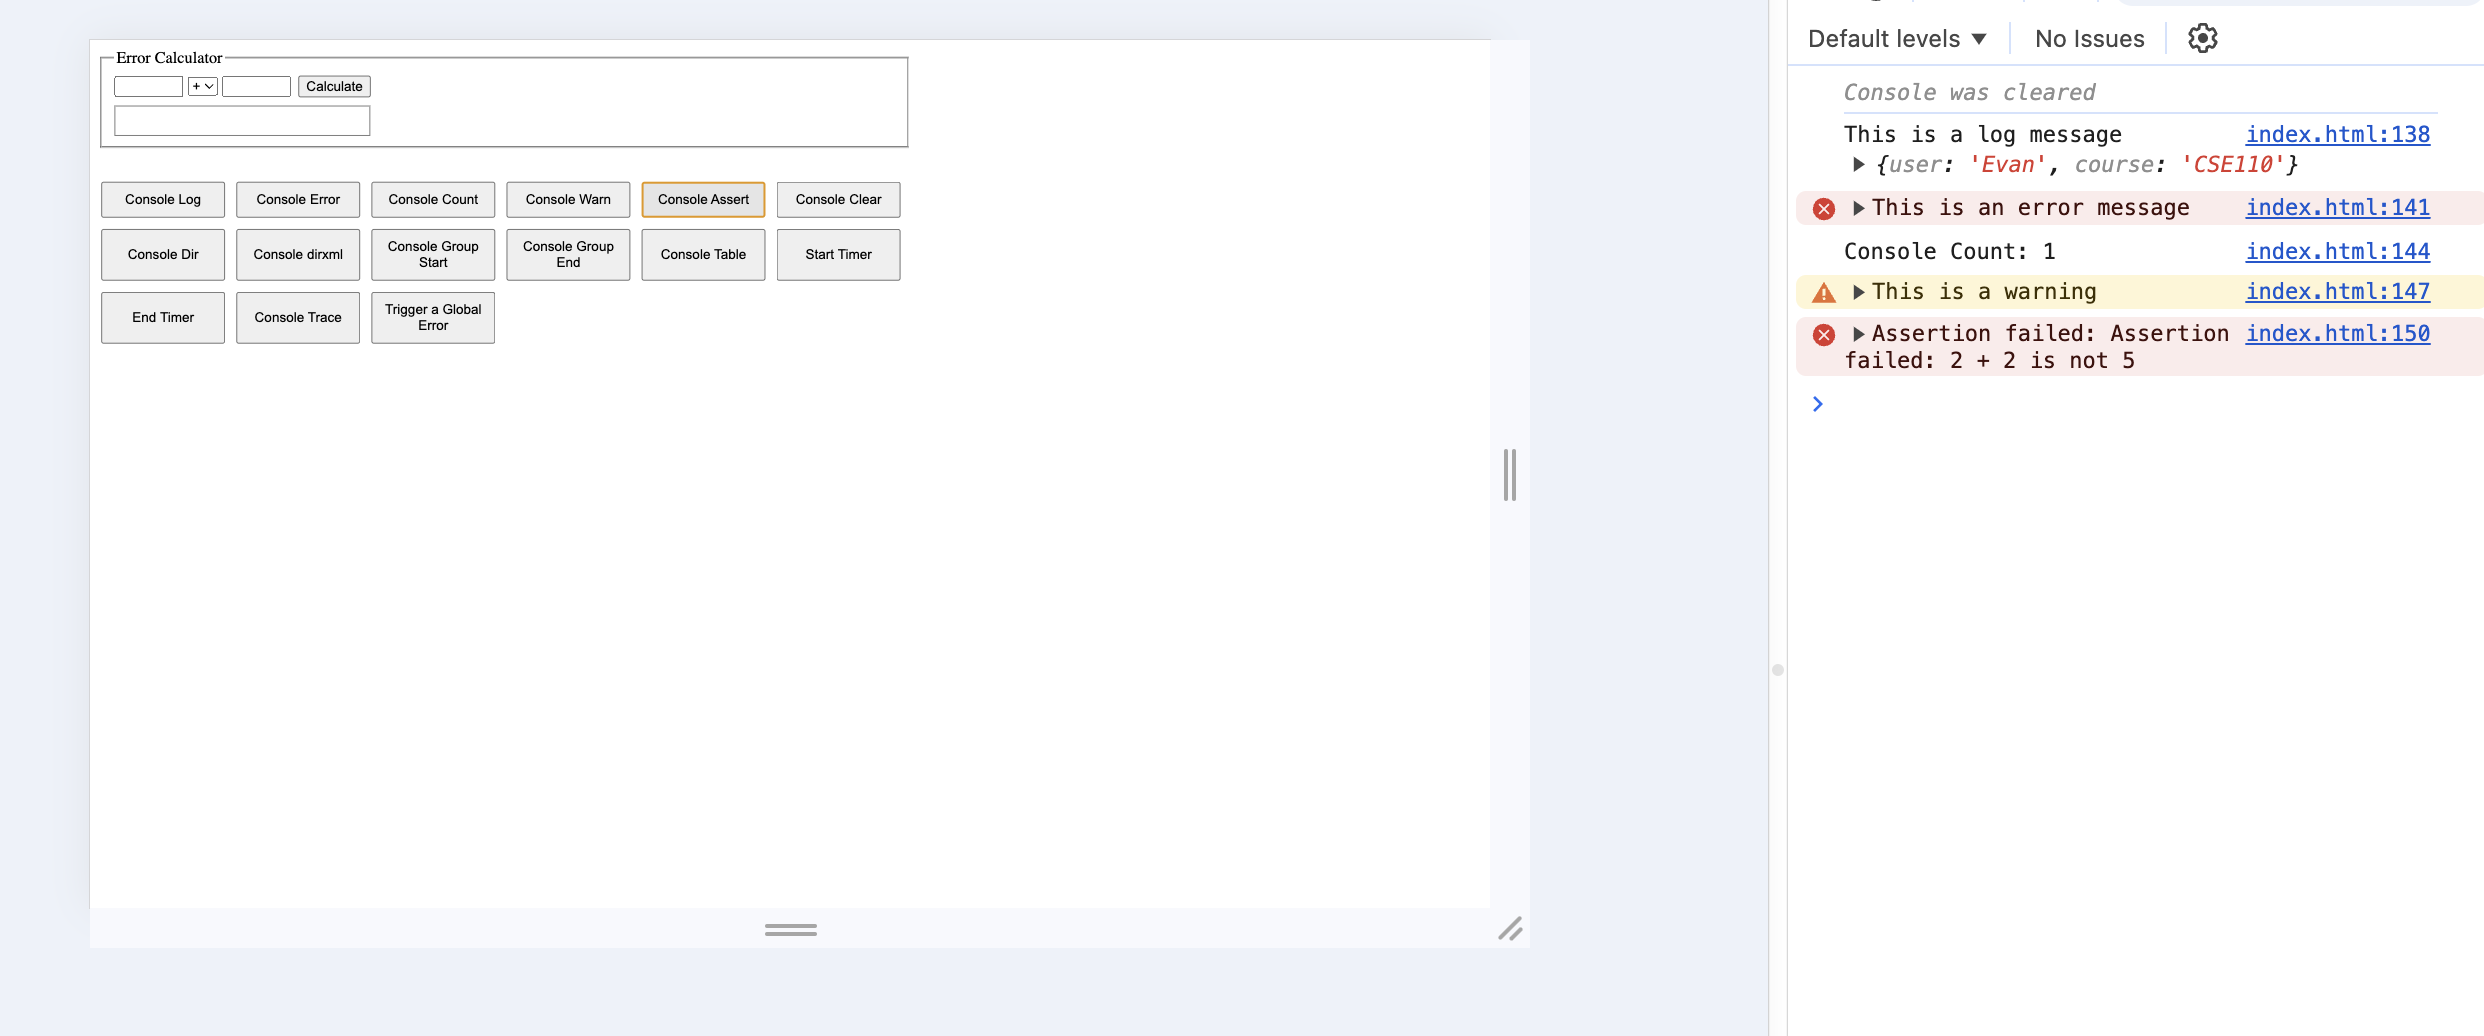 Error Calculator
+
Calculate
Console Log
Console Error
Console Count
Console Warn
Console Assert
Console Clear
Console Dir
Console dirxml
Console Group
Start
Console Group
End
Console Table
Start Timer
End Timer
Console Trace
Trigger a Global
Error
Default levels ▼
No Issues
Console was cleared
This is a log message index.html:138
{user: 'Evan', course: 'CSE110'}
This is an error message index.html:141
Console Count: 1 index.html:144
This is a warning index.html:147
Assertion failed: Assertion index.html:150
failed: 2 + 2 is not 5